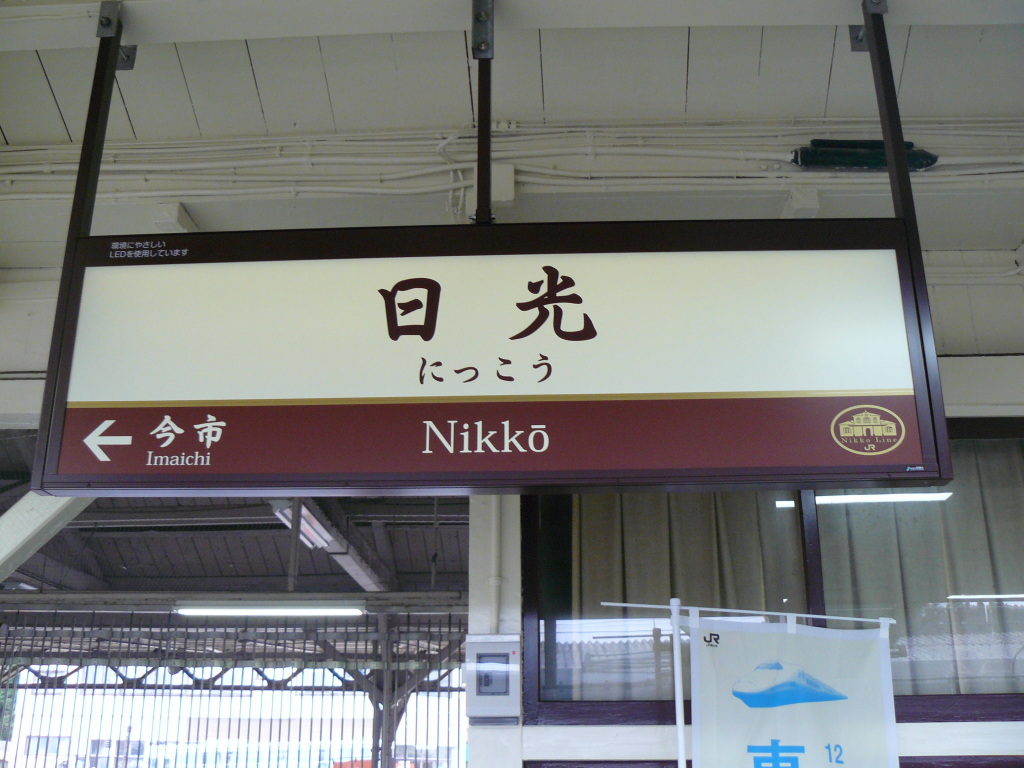 環境にやさしい
LEDを使用しています
日光
にっこう
今市
Imaichi
Nikkō
Nikko Line
JR
JR
東 12